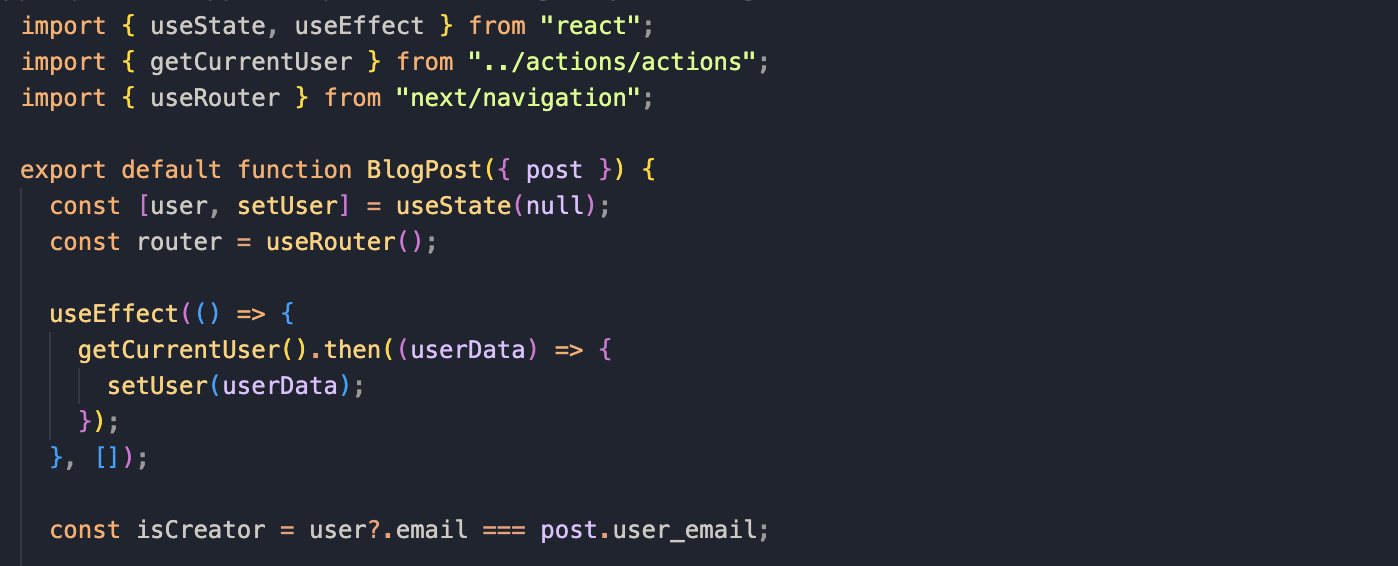 import { useState, useEffect } from "react";
import { getCurrentUser } from "../actions/actions";
import { useRouter } from "next/navigation";
export default function BlogPost({ post }) {
const [user, setUser] = useState(null);
const router = useRouter();
useEffect(() => {
getCurrentUser().then((userData) => {
setUser(userData);
});
}, []);
const isCreator = user?.email === post.user_email;